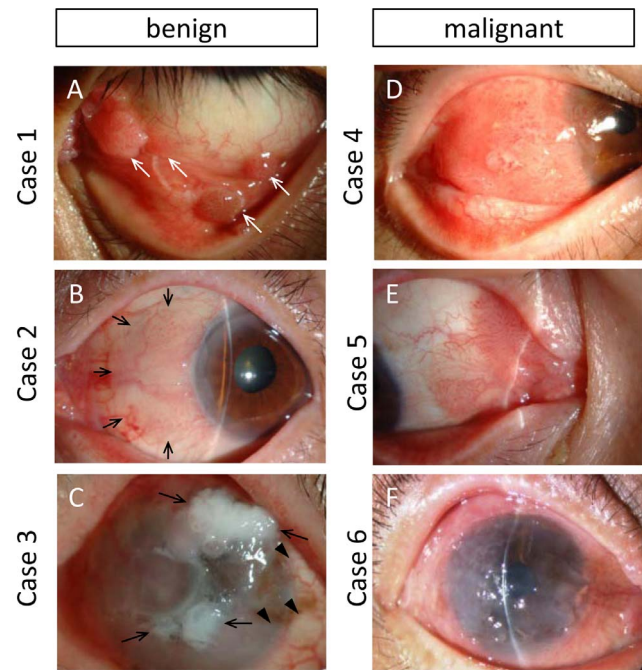 benign
malignant
Case 1
A
D
Case 4
Case 2
B
E
Case 5
Case 3
C
F
Case 6